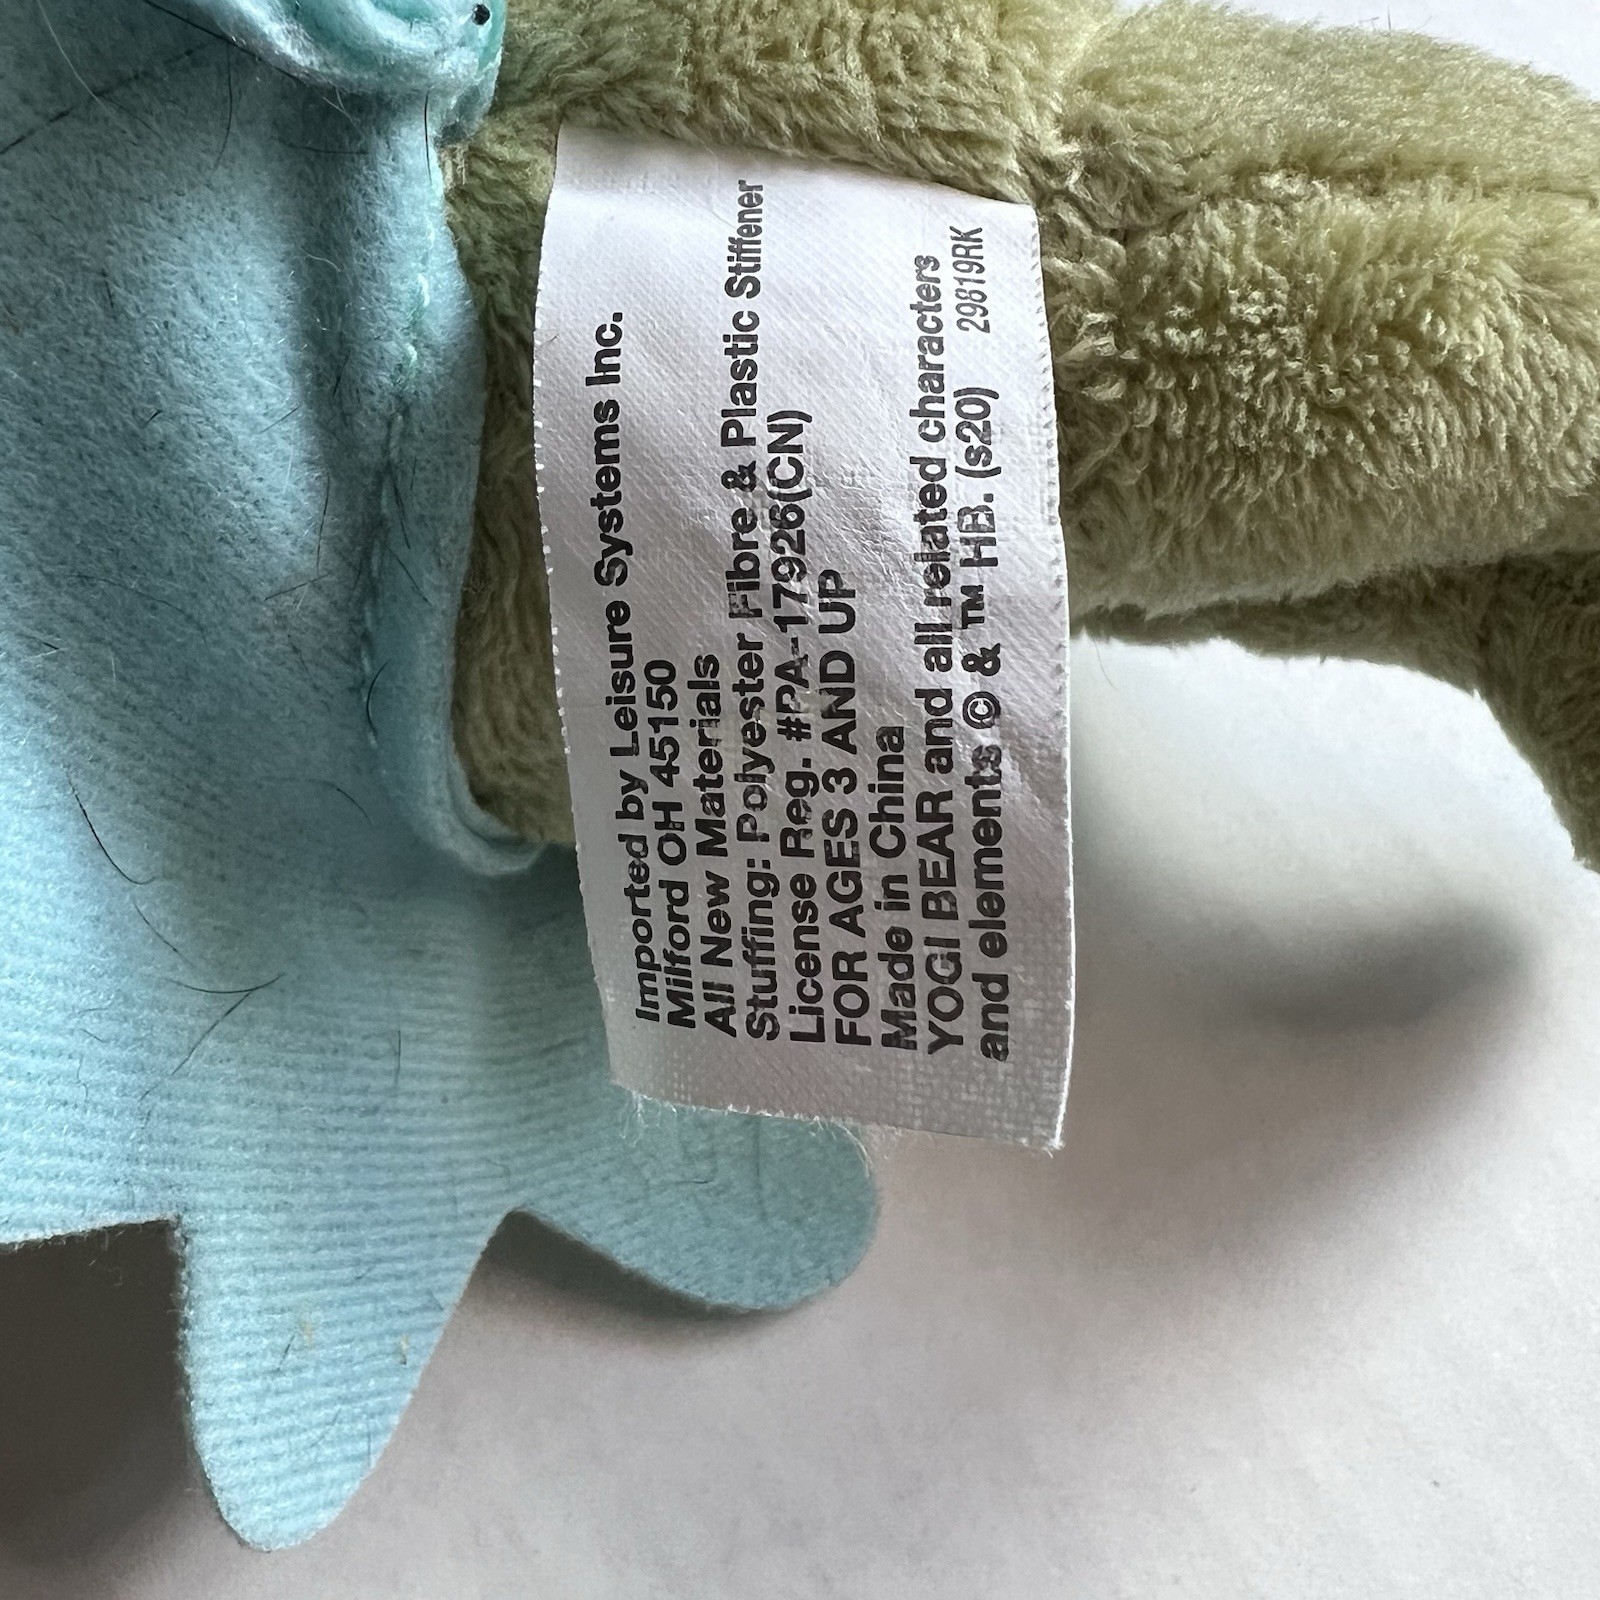 Imported by Leisure Systems Inc.
Milford OH 45150
All New Materials
Stuffing: Polyester Fibre & Plastic Stiffener
License Reg. #PA-17926(CN)
FOR AGES 3 AND UP
Made in China
YOGI BEAR and all related characters
and elements © & ™ HB. (s20) 29819RK